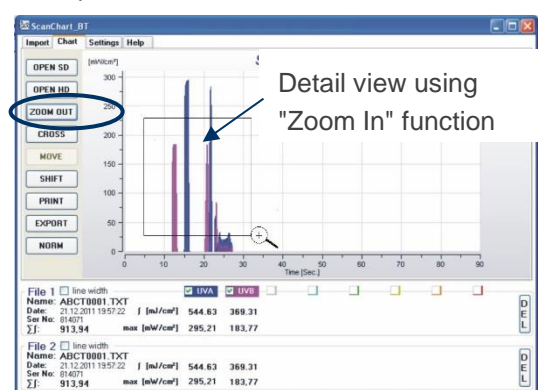 ScanChart_BT
Import Chart Settings Help
OPEN SD
OPEN HD
ZOOM OUT
CROSS
MOVE
SHIFT
PRINT
EXPORT
NORM
[mW/cm²]
300
250
200
150
100
50
0
0 10 20 30 40 50 60 70 80 90
Time [Sec.]
Detail view using
"Zoom In" function
File 1 line width UVA UVB
Name: ABCT0001.TXT
Date: 21.12.2011 19:57:22 ∫ [mJ/cm²] 544.63 369.31
Ser No: 814071
Σ∫: 913,94 max [mW/cm²] 295,21 183,77
DEL
File 2 line width
Name: ABCT0001.TXT
Date: 21.12.2011 19:57:22 ∫ [mJ/cm²] 544.63 369.31
Ser No: 814071
Σ∫: 913,94 max [mW/cm²] 295,21 183,77
DEL